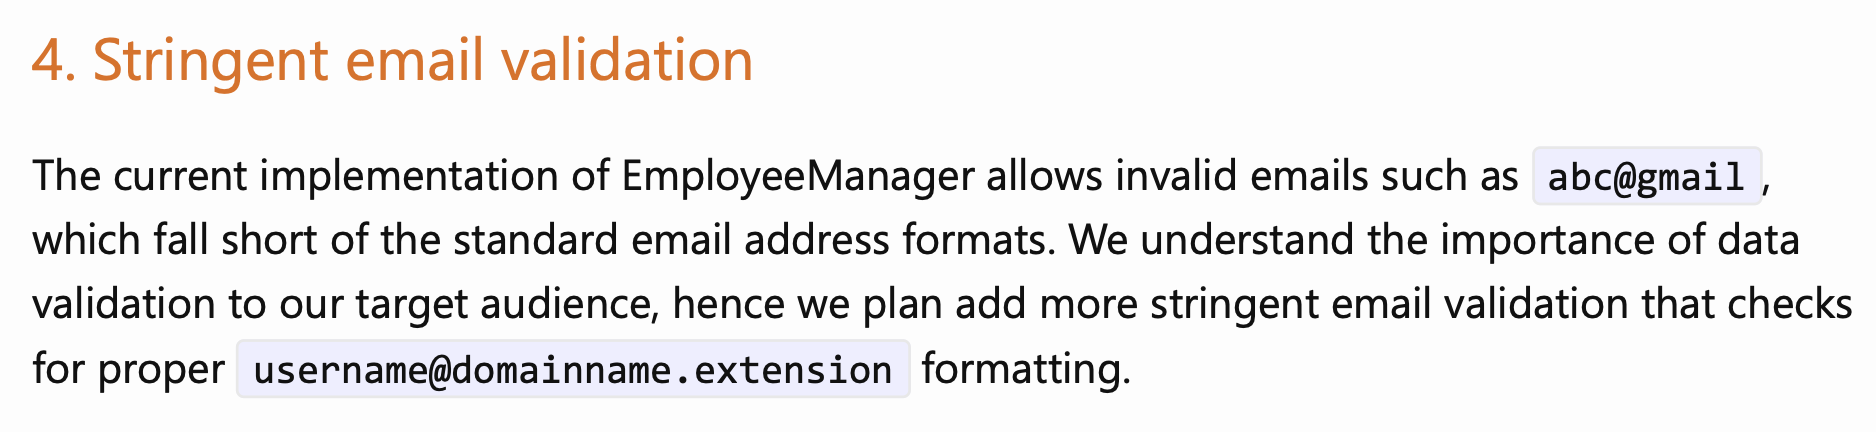 4. Stringent email validation
The current implementation of EmployeeManager allows invalid emails such as abc@gmail,
which fall short of the standard email address formats. We understand the importance of data
validation to our target audience, hence we plan add more stringent email validation that checks
for proper username@domainname.extension formatting.